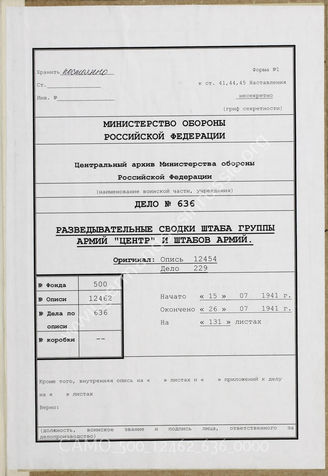 Хранить постоянно
Форма №1
Ст.
к ст. 41,44,45 Наставления
Инв. №
несекретно
(гриф секретности)
МИНИСТЕРСТВО ОБОРОНЫ
РОССИЙСКОЙ ФЕДЕРАЦИИ
Центральный архив Министерства обороны
Российской Федерации
(наименование воинской части, учреждения)
ДЕЛО № 636
РАЗВЕДЫВАТЕЛЬНЫЕ СВОДКИ ШТАБА ГРУППЫ
АРМИЙ "ЦЕНТР" И ШТАБОВ АРМИЙ.
Оригинал: Опись 12454
Дело 229
№ Фонда 500
№ Описи 12462
№ Дела по описи 636
№ коробки --
Начато « 15 » 07 1941 г.
Окончено « 26 » 07 1941 г.
На « 131 » листах
Кроме того, внутренняя опись на « » листах и « » приложений к делу
на « » листах
Верно:
(должность, воинское звание и подпись лица, ответственного за
делопроизводство)
CAMO_500_12462_636_0000